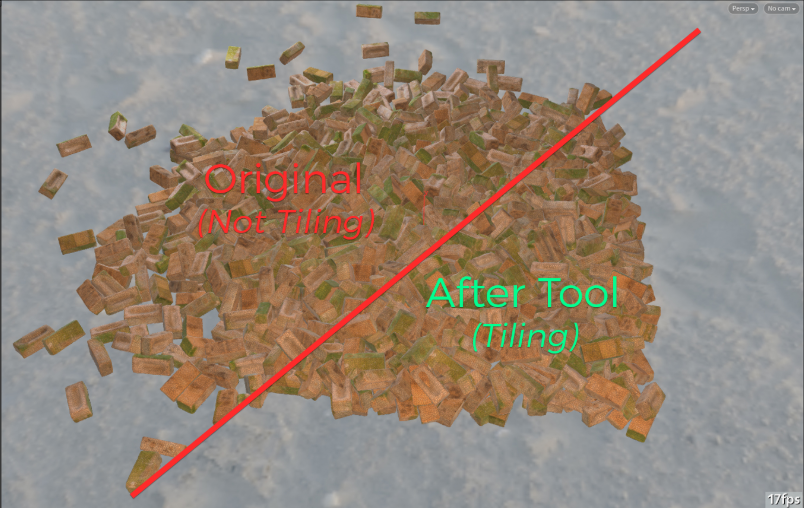 Persp
No cam
Original
(Not Tiling)
After Tool
(Tiling)
17fps